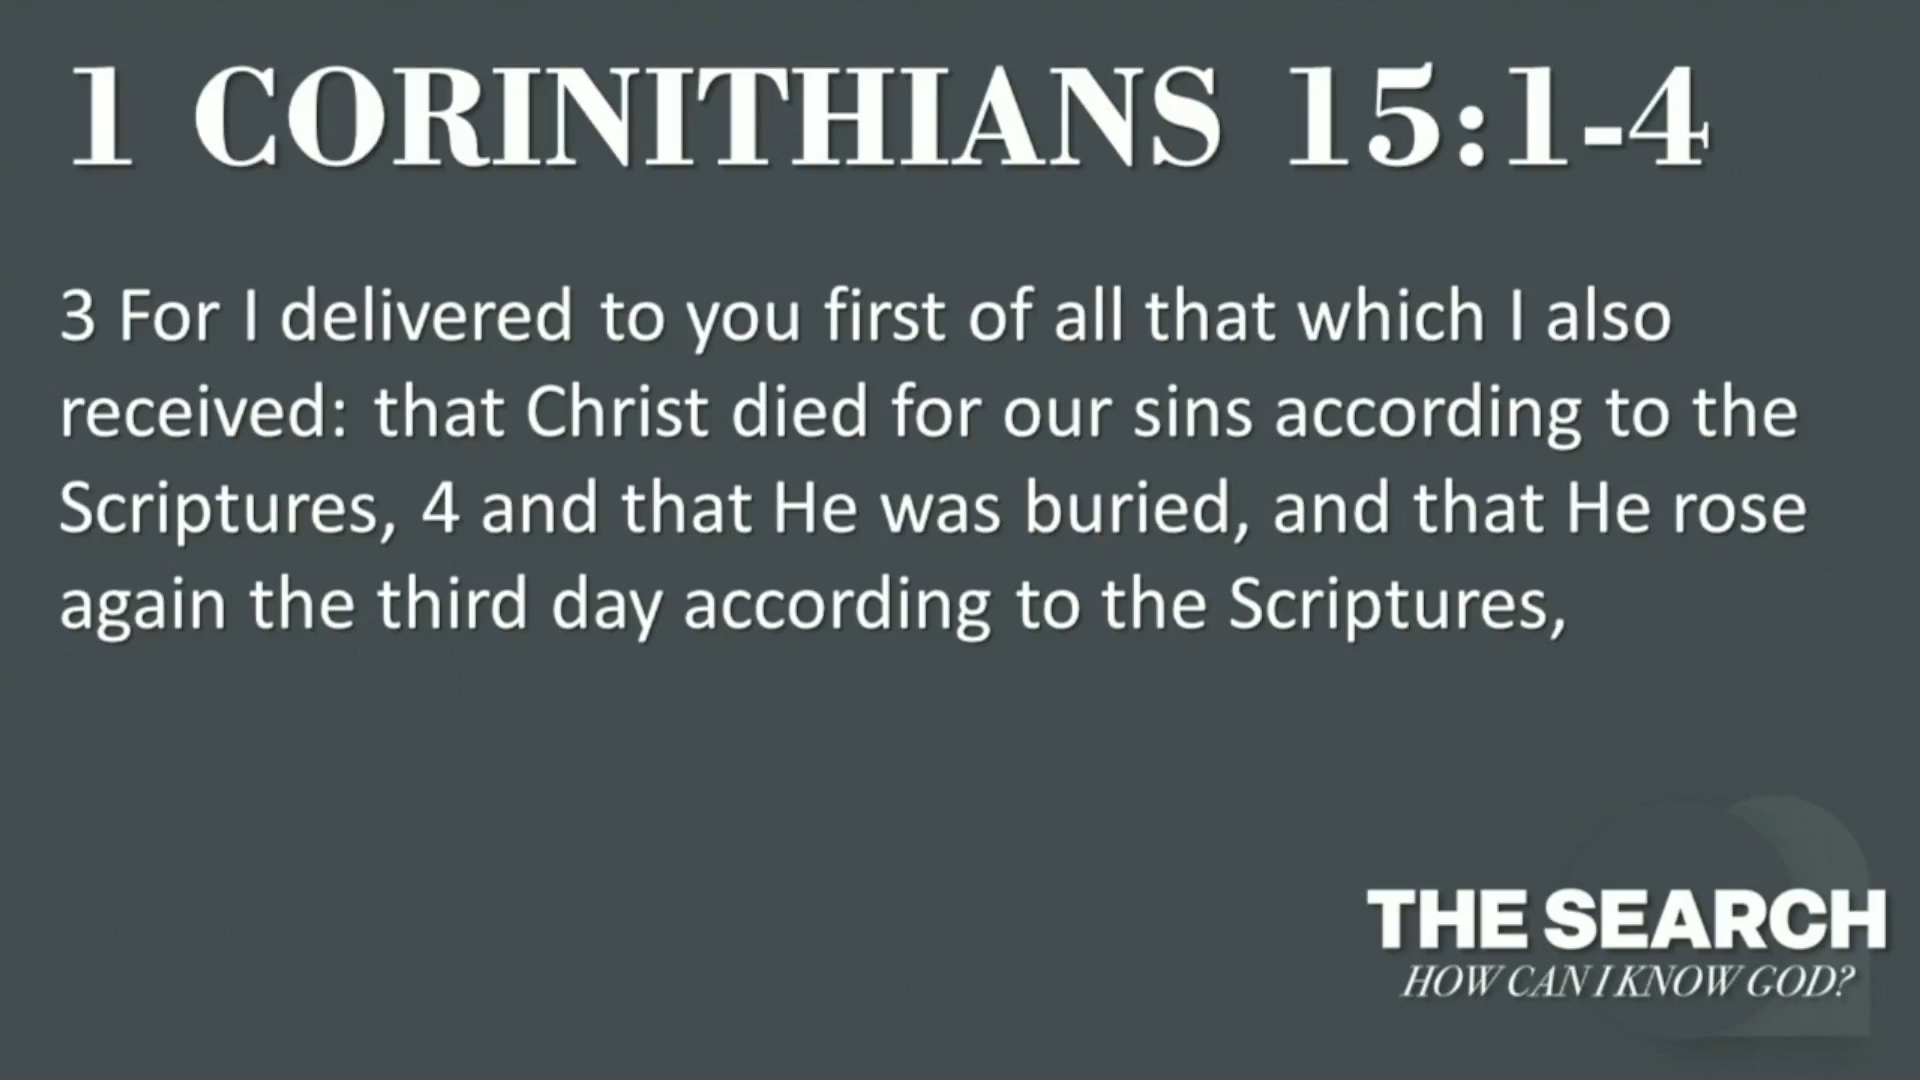 1 CORINITHIANS 15:1-4
3 For I delivered to you first of all that which I also
received: that Christ died for our sins according to the
Scriptures, 4 and that He was buried, and that He rose
again the third day according to the Scriptures,
THE SEARCH
HOW CAN I KNOW GOD?